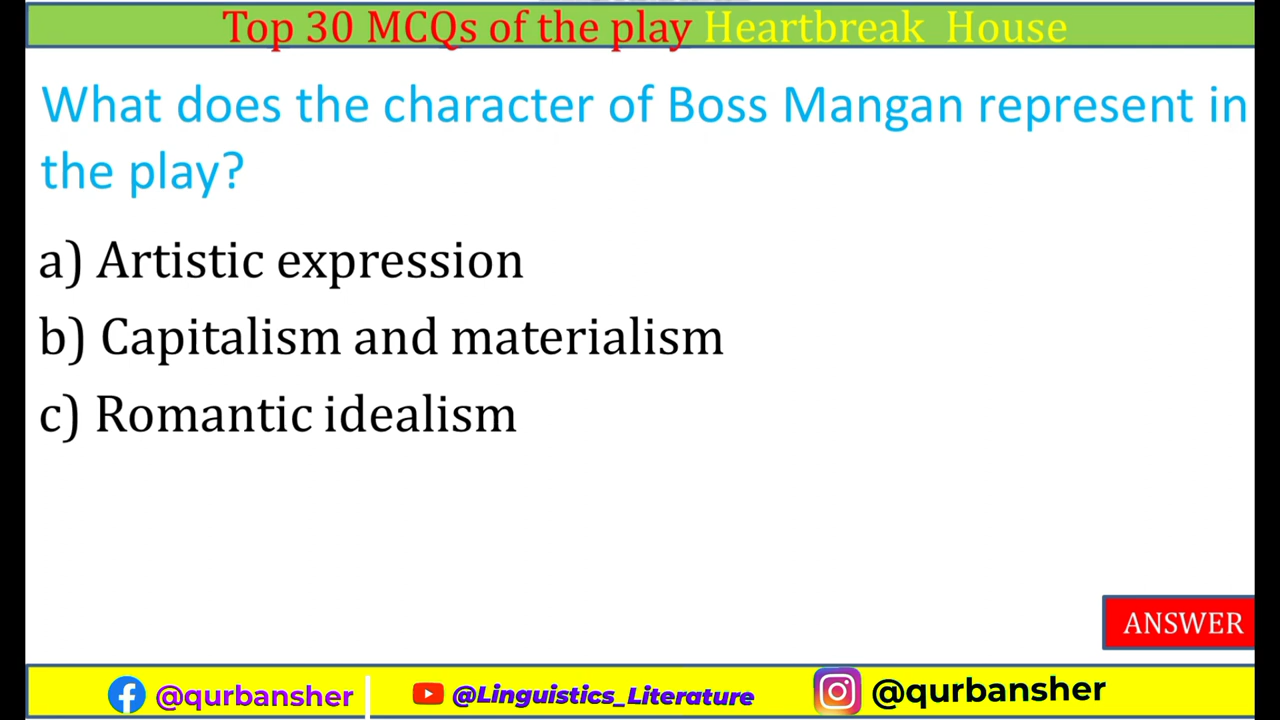 Top 30 MCQs of the play Heartbreak House
What does the character of Boss Mangan represent in
the play?
a) Artistic expression
b) Capitalism and materialism
c) Romantic idealism
ANSWER
@qurbansher @Linguistics_Literature @qurbansher